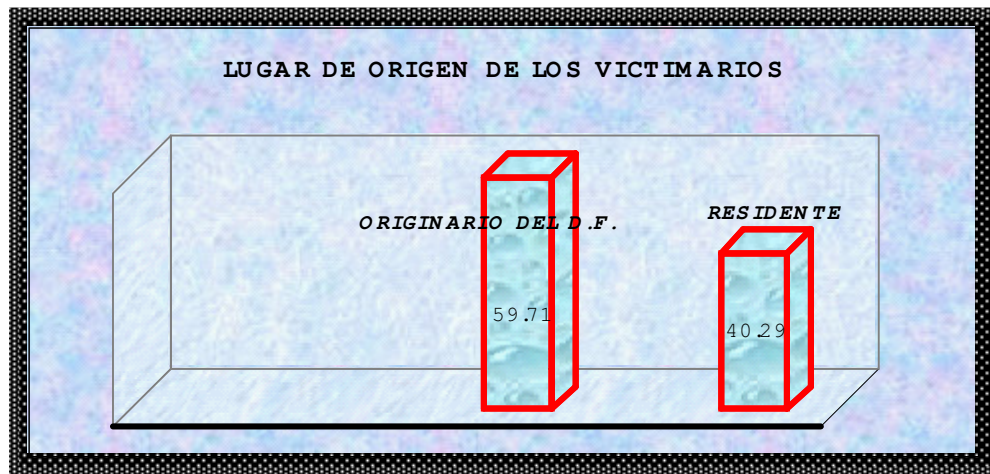 LUGAR DE ORIGEN DE LOS VICTIMARIOS
RESIDENTE
ORIGINARIO DEL D.F.
59.71
40.29